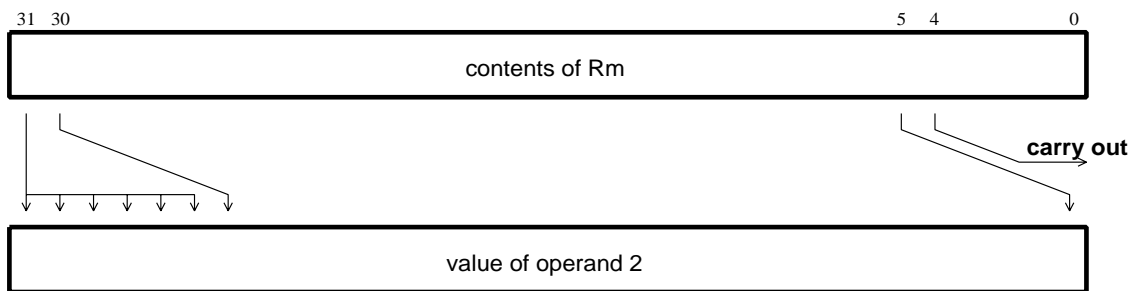 31 30 5 4 0
contents of Rm
carry out
value of operand 2